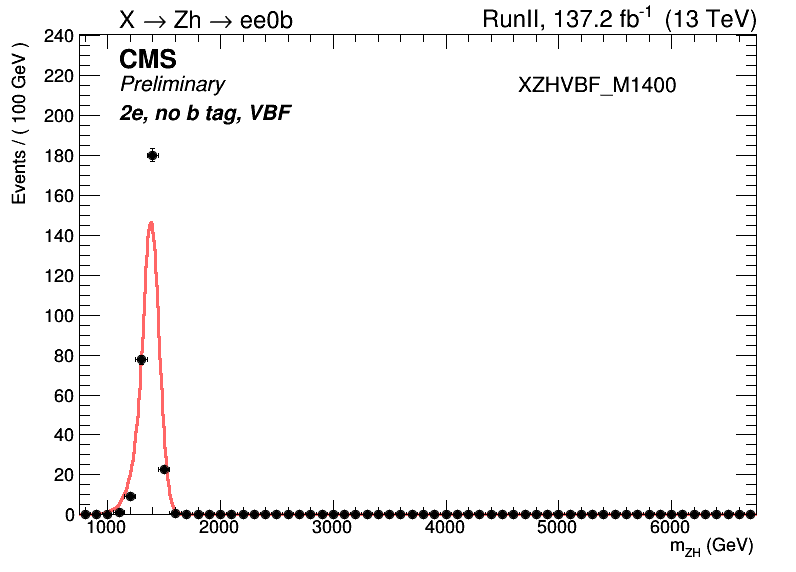 X → Zh → ee0b
RunII, 137.2 fb⁻¹ (13 TeV)
CMS
Preliminary
2e, no b tag, VBF
XZHVBF_M1400
Events / ( 100 GeV )
240
220
200
180
160
140
120
100
80
60
40
20
0
1000 2000 3000 4000 5000 6000
m_ZH (GeV)